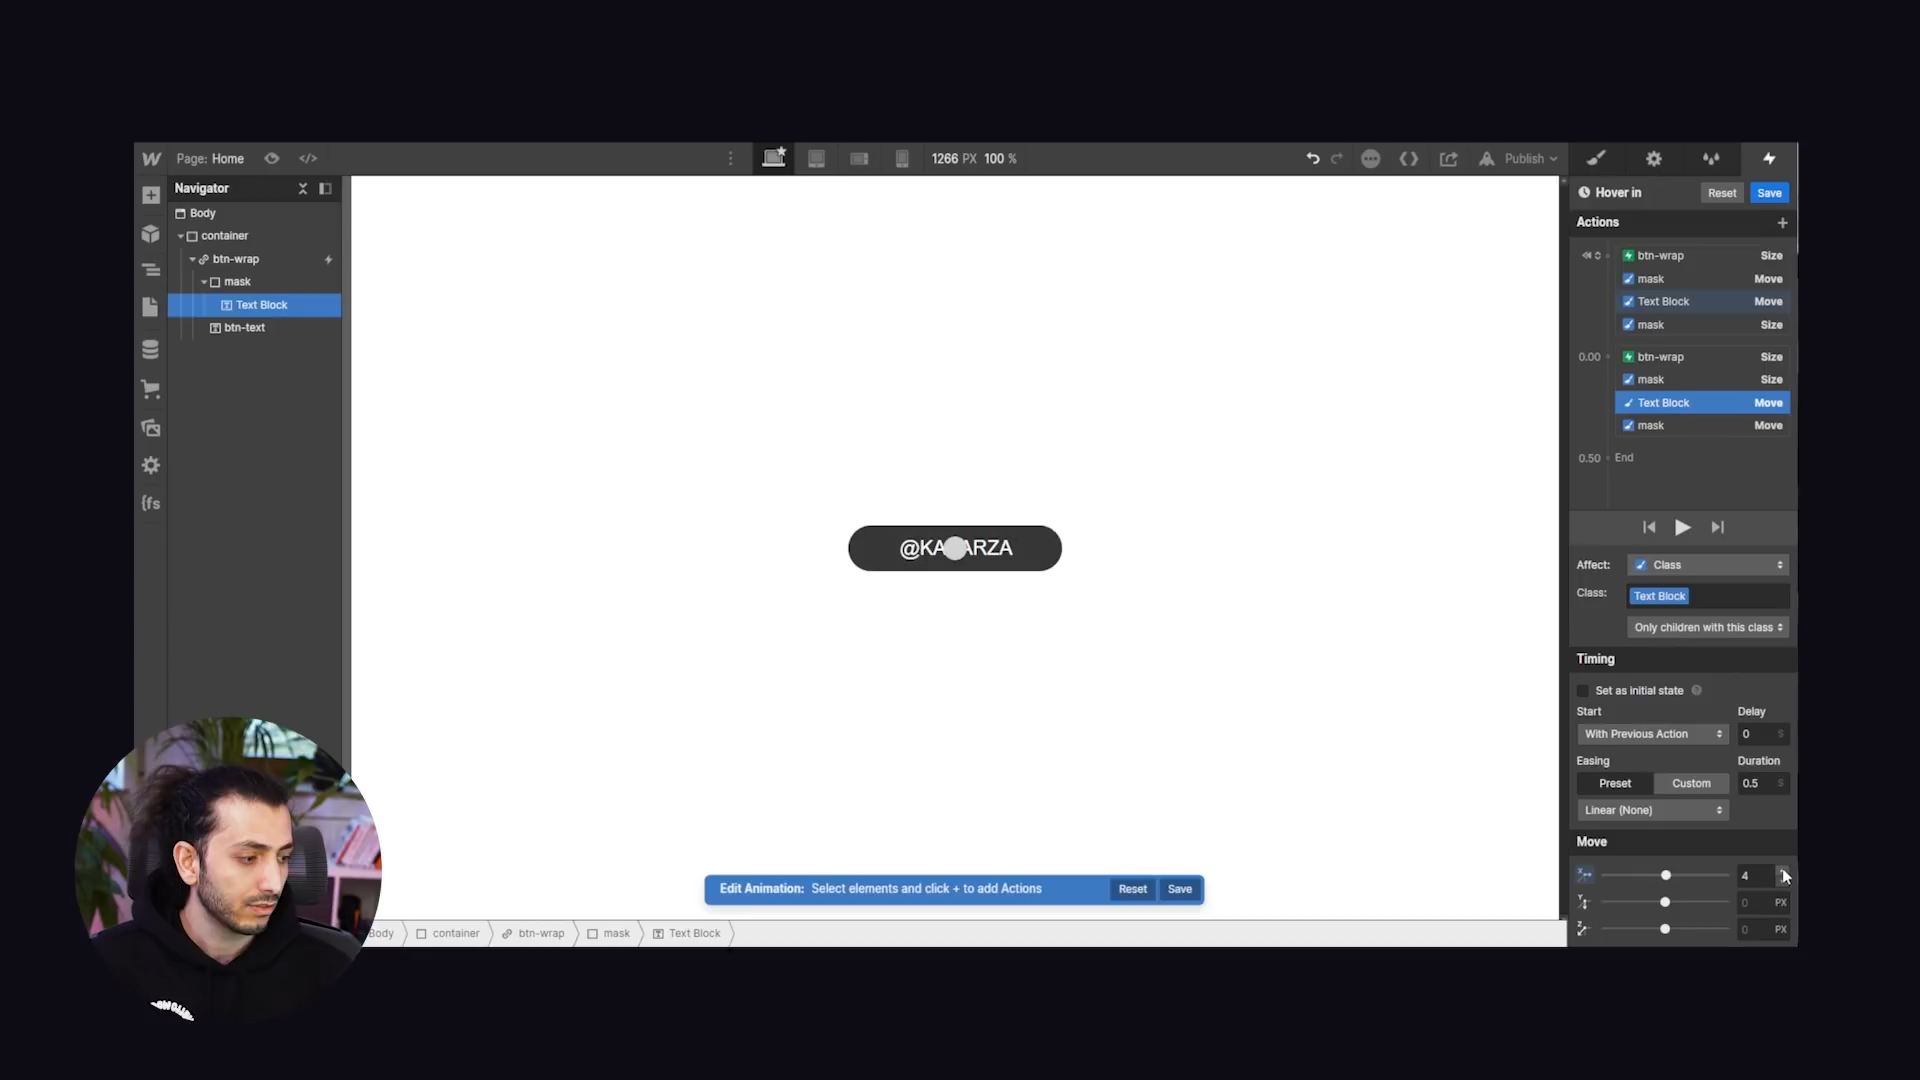 Page: Home
1266 PX 100 %
Publish
Navigator
Body
container
btn-wrap
mask
Text Block
btn-text
{fs
@KA ARZA
Edit Animation: Select elements and click + to add Actions
Reset
Save
Body
container
btn-wrap
mask
Text Block
Hover in
Reset
Save
Actions
btn-wrap Size
mask Move
Text Block Move
mask Size
0.00
btn-wrap Size
mask Size
Text Block Move
mask Move
0.50 End
Affect: Class
Class: Text Block
Only children with this class
Timing
Set as initial state
Start Delay
With Previous Action 0 S
Easing Duration
Preset Custom 0.5 S
Linear (None)
Move
X 4
Y 0 PX
Z 0 PX